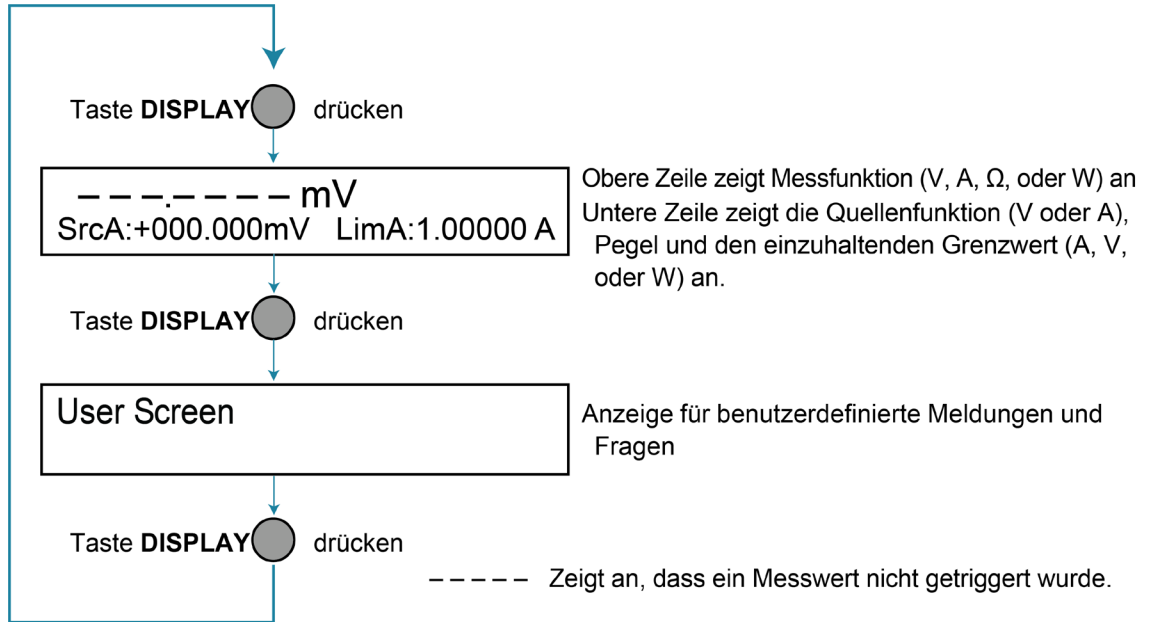 Taste DISPLAY drücken
---.---- mV
SrcA:+000.000mV LimA:1.00000 A
Obere Zeile zeigt Messfunktion (V, A, Ω, oder W) an
Untere Zeile zeigt die Quellenfunktion (V oder A),
Pegel und den einzuhaltenden Grenzwert (A, V,
oder W) an.
Taste DISPLAY drücken
User Screen
Anzeige für benutzerdefinierte Meldungen und
Fragen
Taste DISPLAY drücken
----- Zeigt an, dass ein Messwert nicht getriggert wurde.